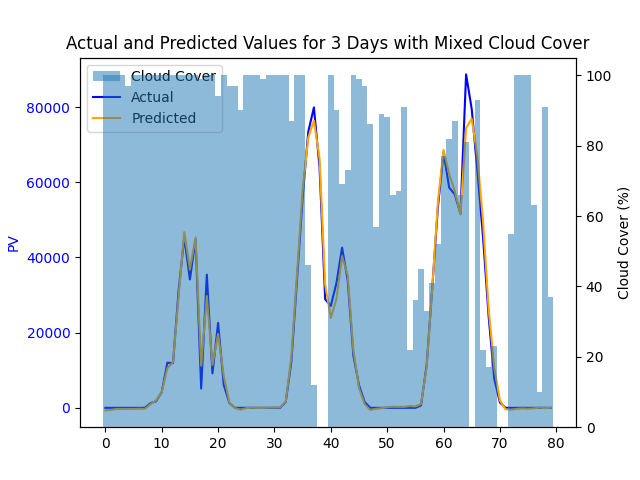 Actual and Predicted Values for 3 Days with Mixed Cloud Cover
Cloud Cover
Actual
Predicted
80000
60000
40000
20000
0
PV
100
80
60
40
20
0
Cloud Cover (%)
0 10 20 30 40 50 60 70 80